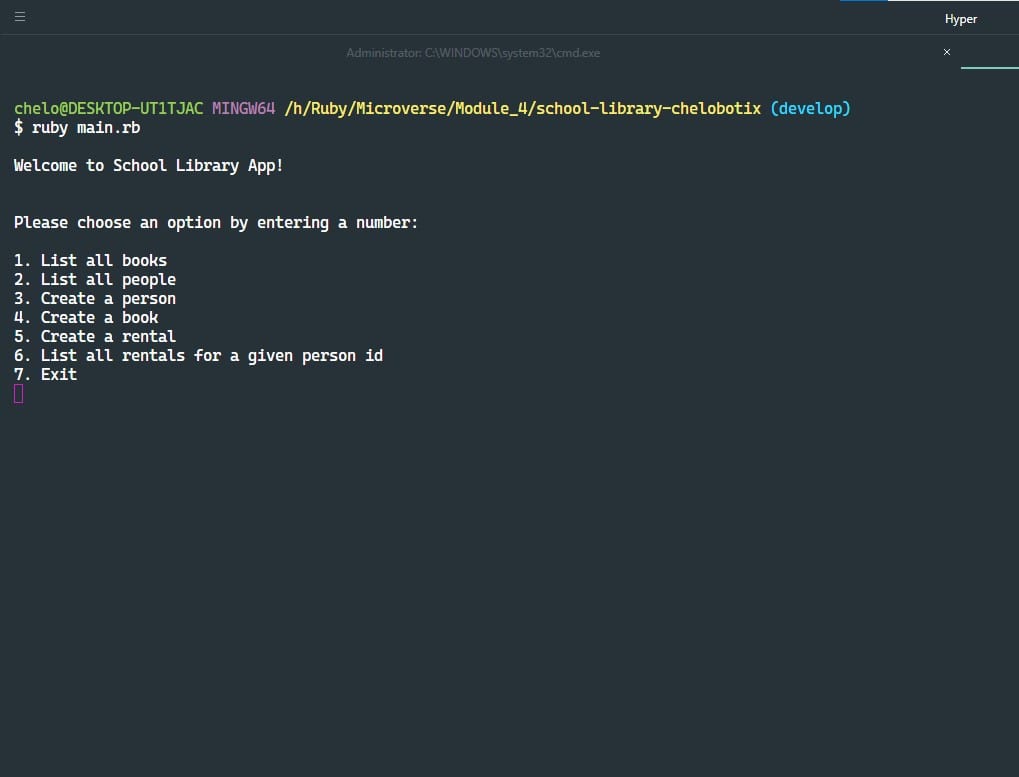 Hyper
Administrator: C:\WINDOWS\system32\cmd.exe
chelo@DESKTOP-UT1TJAC MINGW64 /h/Ruby/Microverse/Module_4/school-library-chelobotix (develop)
$ ruby main.rb
Welcome to School Library App!
Please choose an option by entering a number:
1. List all books
2. List all people
3. Create a person
4. Create a book
5. Create a rental
6. List all rentals for a given person id
7. Exit